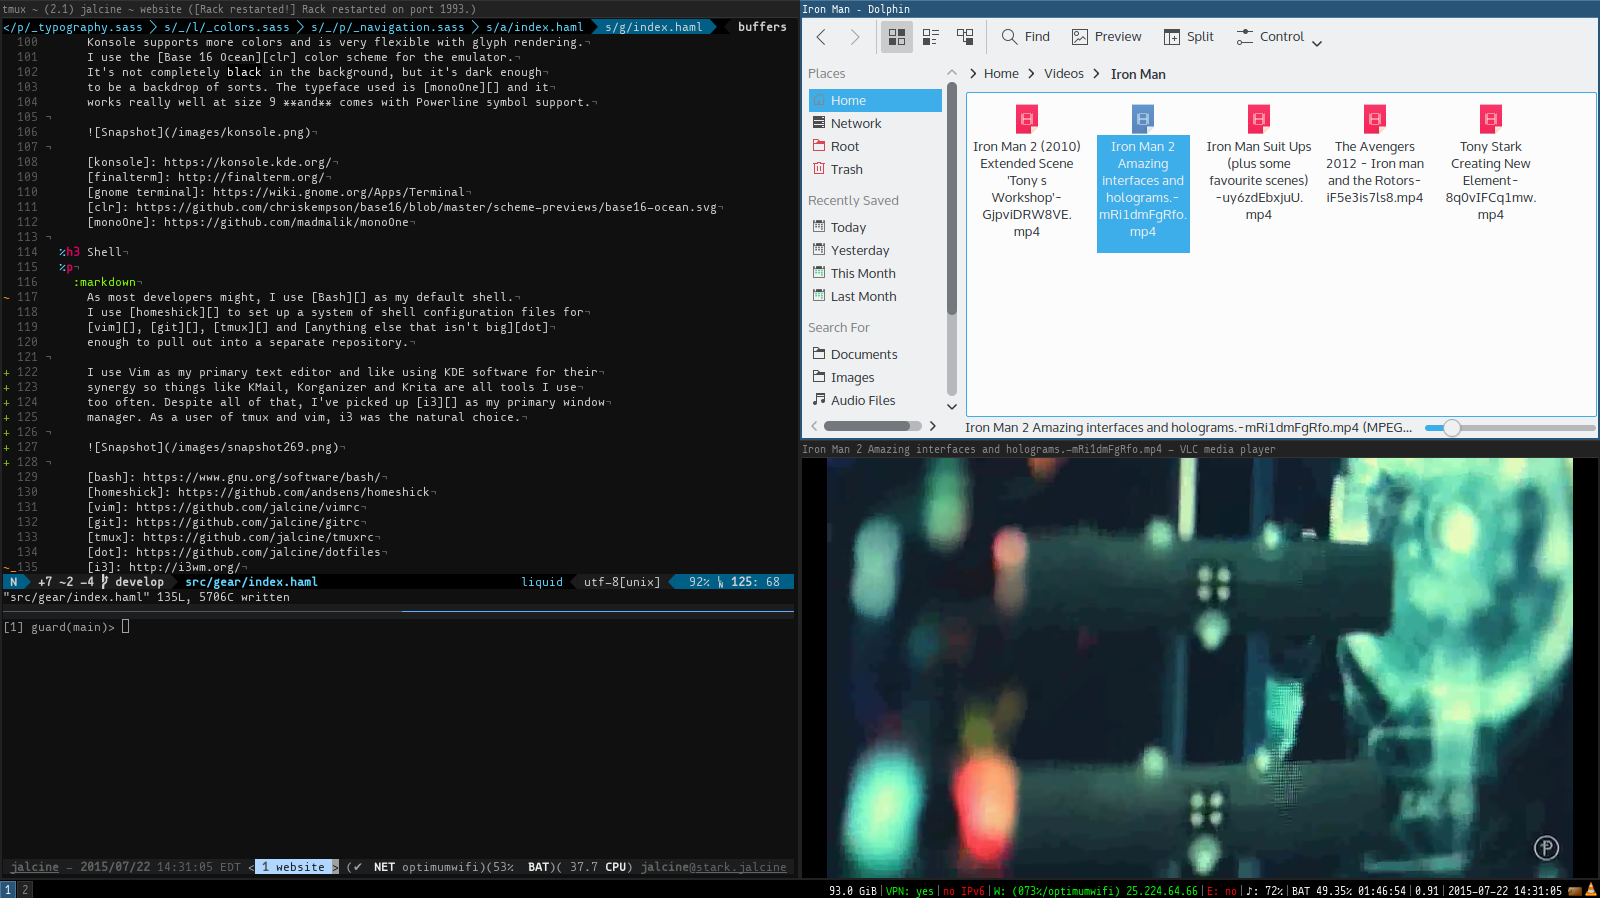 tmux ~ (2.1) jalcine ~ website ([Rack restarted!] Rack restarted on port 1993.)
</p/_typography.sass > s/_/l/_colors.sass > s/_/p/_navigation.sass > s/a/index.haml > s/g/index.haml buffers
100 Konsole supports more colors and is very flexible with glyph rendering.¬
101 I use the [Base 16 Ocean][clr] color scheme for the emulator.¬
102 It's not completely black in the background, but it's dark enough¬
103 to be a backdrop of sorts. The typeface used is [monoOne][] and it¬
104 works really well at size 9 **and** comes with Powerline symbol support.¬
105 ¬
106 ![Snapshot](/images/konsole.png)¬
107 ¬
108 [konsole]: https://konsole.kde.org/¬
109 [finalterm]: http://finalterm.org/¬
110 [gnome terminal]: https://wiki.gnome.org/Apps/Terminal¬
111 [clr]: https://github.com/chriskempson/base16/blob/master/scheme-previews/base16-ocean.svg¬
112 [monoOne]: https://github.com/madmalik/monoOne¬
113 ¬
114 %h3 Shell¬
115 %p¬
116 :markdown¬
~ 117 As most developers might, I use [Bash][] as my default shell.¬
118 I use [homeshick][] to set up a system of shell configuration files for¬
119 [vim][], [git][], [tmux][] and [anything else that isn't big][dot]¬
120 enough to pull out into a separate repository.¬
121 ¬
+ 122 I use Vim as my primary text editor and like using KDE software for their¬
+ 123 synergy so things like KMail, Korganizer and Krita are all tools I use¬
+ 124 too often. Despite all of that, I've picked up [i3][] as my primary window¬
+ 125 manager. As a user of tmux and vim, i3 was the natural choice.¬
+ 126 ¬
+ 127 ![Snapshot](/images/snapshot269.png)¬
+ 128 ¬
129 [bash]: https://www.gnu.org/software/bash/¬
130 [homeshick]: https://github.com/andsens/homeshick¬
131 [vim]: https://github.com/jalcine/vimrc¬
132 [git]: https://github.com/jalcine/gitrc¬
133 [tmux]: https://github.com/jalcine/tmuxrc¬
134 [dot]: https://github.com/jalcine/dotfiles¬
~_135 [i3]: http://i3wm.org/¬
N +7 ~2 -4 develop src/gear/index.haml liquid utf-8[unix] 92% 125: 68
"src/gear/index.haml" 135L, 5706C written
[1] guard(main)>
jalcine - 2015/07/22 14:31:05 EDT < 1 website > (✔ NET optimumwifi)(53% BAT)( 37.7 CPU) jalcine@stark.jalcine
Iron Man - Dolphin
Find Preview Split Control
Places
Home
Network
Root
Trash
Recently Saved
Today
Yesterday
This Month
Last Month
Search For
Documents
Images
Audio Files
> Home > Videos > Iron Man
Iron Man 2 (2010)
Extended Scene
'Tony s
Workshop'-
GjpviDRW8VE.
mp4
Iron Man 2
Amazing
interfaces and
holograms.-
mRi1dmFgRfo.
mp4
Iron Man Suit Ups
(plus some
favourite scenes)
-uy6zdEbxjuU.
mp4
The Avengers
2012 - Iron man
and the Rotors-
iF5e3is7ls8.mp4
Tony Stark
Creating New
Element-
8q0vIFCq1mw.
mp4
Iron Man 2 Amazing interfaces and holograms.-mRi1dmFgRfo.mp4 (MPEG...
Iron Man 2 Amazing interfaces and holograms.-mRi1dmFgRfo.mp4 - VLC media player
1 2
93.0 GiB|VPN: yes|no IPv6|W: (073%/optimumwifi) 25.224.64.66|E: no|♪: 72%|BAT 49.35% 01:46:54|0.91|2015-07-22 14:31:05